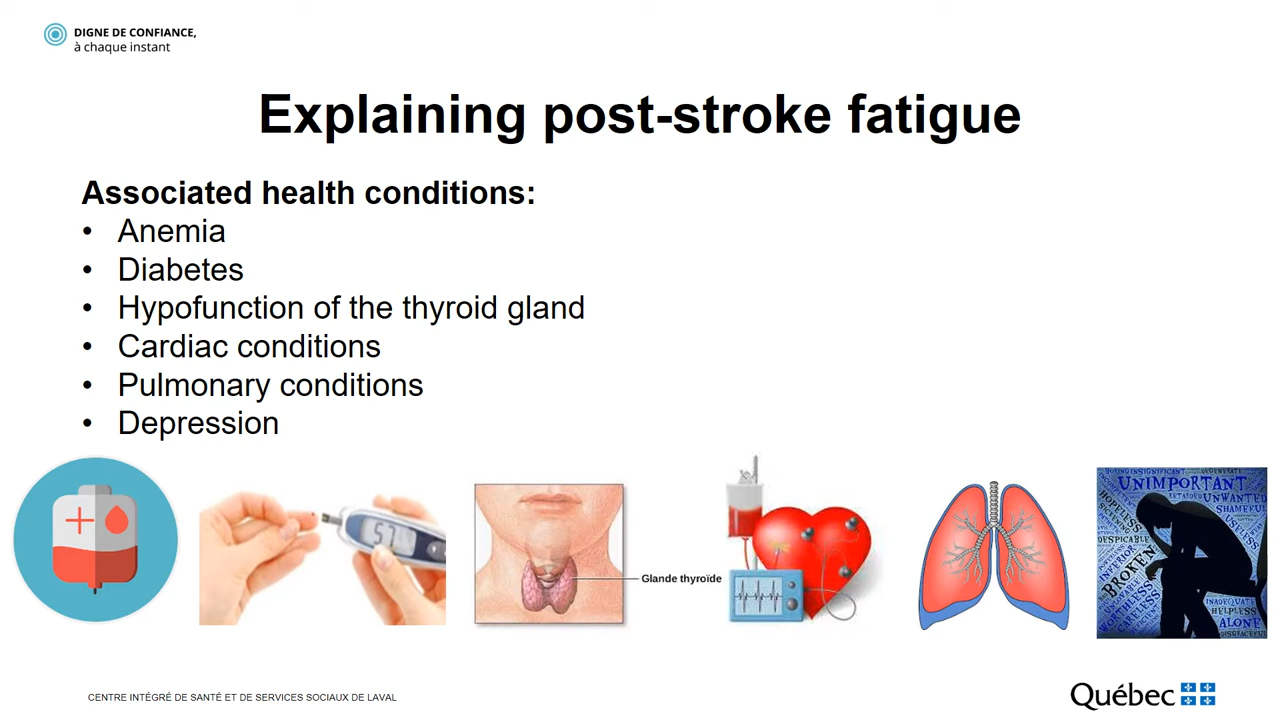 DIGNE DE CONFIANCE,
à chaque instant
Explaining post-stroke fatigue
Associated health conditions:
• Anemia
• Diabetes
• Hypofunction of the thyroid gland
• Cardiac conditions
• Pulmonary conditions
• Depression
57
Glande thyroïde
UNIMPORTANT
UNWANTED
SHAMEFUL
HOPELESS
DESPICABLE
BROKEN
WORTHLESS
INADEQUATE
HELPLESS
ALONE
DISGRACEFUL
CENTRE INTÉGRÉ DE SANTÉ ET DE SERVICES SOCIAUX DE LAVAL
Québec